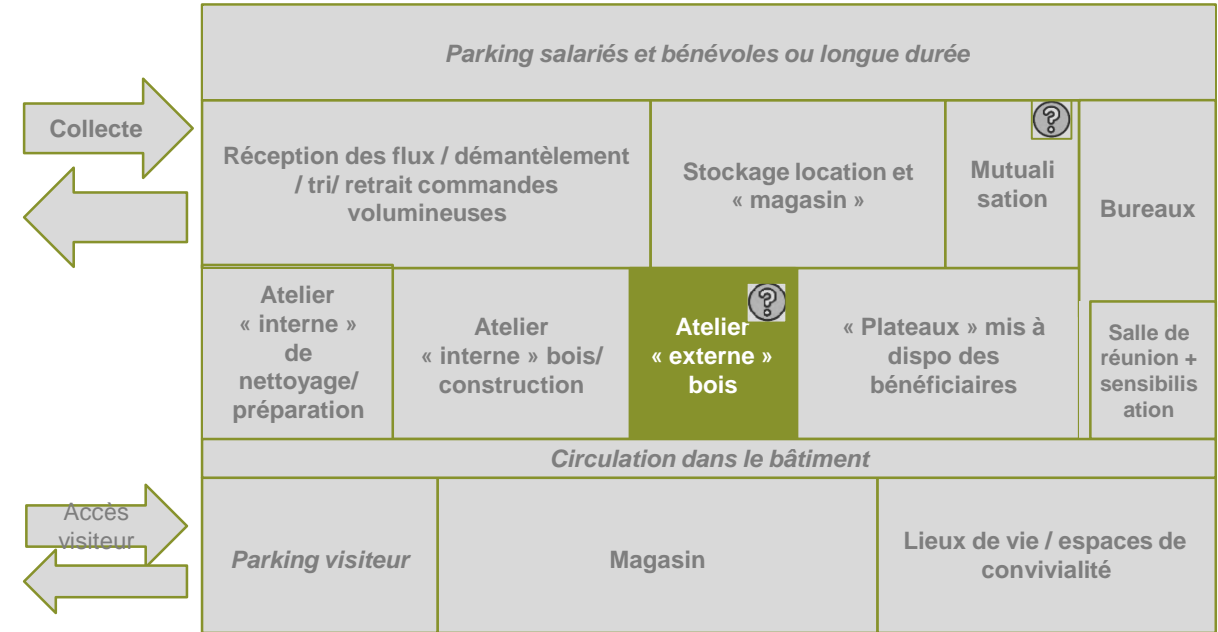 Parking salariés et bénévoles ou longue durée
Collecte
Réception des flux / démantèlement
/ tri/ retrait commandes
volumineuses
Stockage location et
« magasin »
?
Mutuali
sation
Bureaux
Atelier
« interne »
de
nettoyage/
préparation
Atelier
« interne » bois/
construction
?
Atelier
« externe »
bois
« Plateaux » mis à
dispo des
bénéficiaires
Salle de
réunion +
sensibilis
ation
Circulation dans le bâtiment
Accès
visiteur
Parking visiteur
Magasin
Lieux de vie / espaces de
convivialité